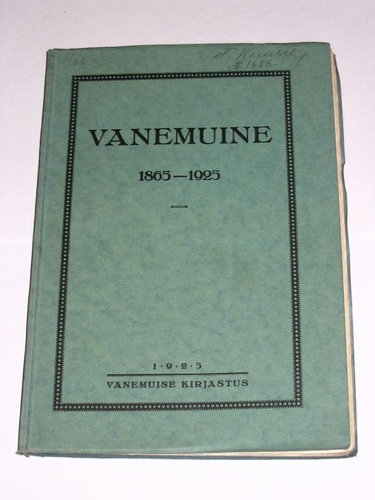 VANEMUINE
1865—1925
1·9·2·5
VANEMUISE KIRJASTUS